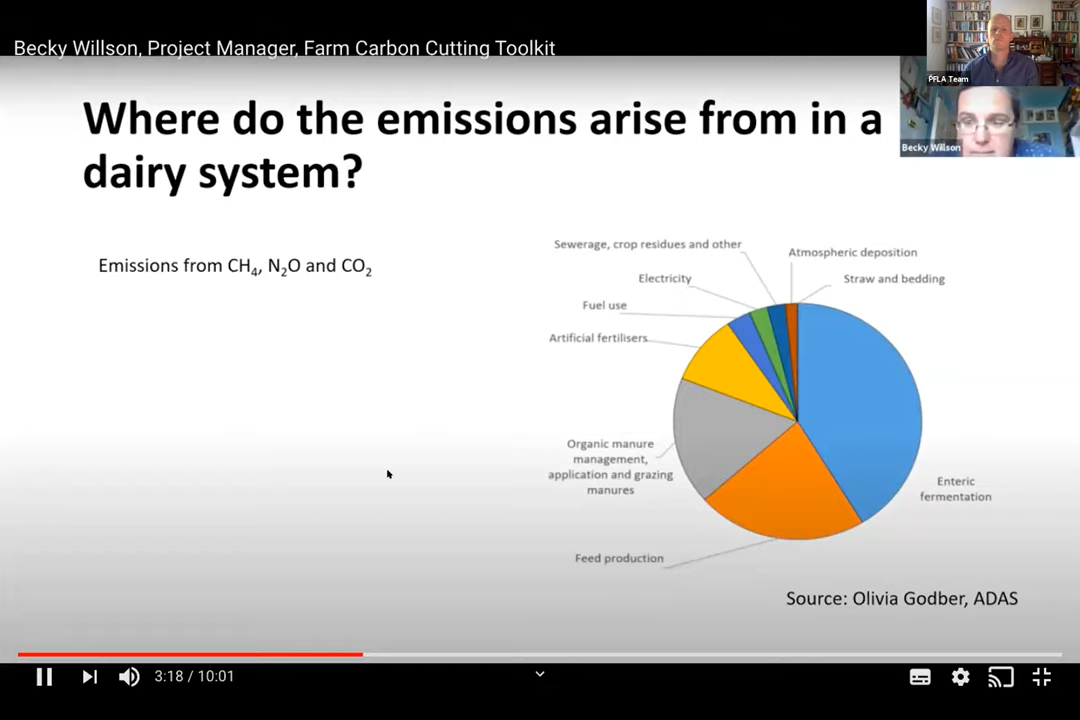 Becky Willson, Project Manager, Farm Carbon Cutting Toolkit
PFLA Team
Becky Willson
Where do the emissions arise from in a
dairy system?
Emissions from CH₄, N₂O and CO₂
Sewerage, crop residues and other
Atmospheric deposition
Electricity
Straw and bedding
Fuel use
Artificial fertilisers
Organic manure
management,
application and grazing
manures
Enteric
fermentation
Feed production
Source: Olivia Godber, ADAS
3:18 / 10:01